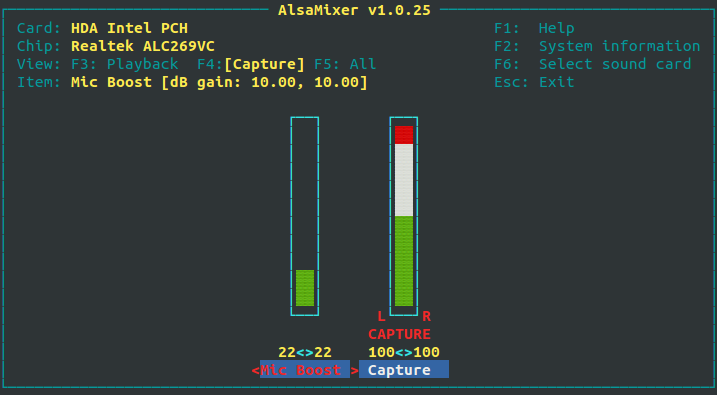 AlsaMixer v1.0.25
Card: HDA Intel PCH F1: Help
Chip: Realtek ALC269VC F2: System information
View: F3: Playback F4:[Capture] F5: All F6: Select sound card
Item: Mic Boost [dB gain: 10.00, 10.00] Esc: Exit
L R
CAPTURE
22<>22 100<>100
<Mic Boost > Capture